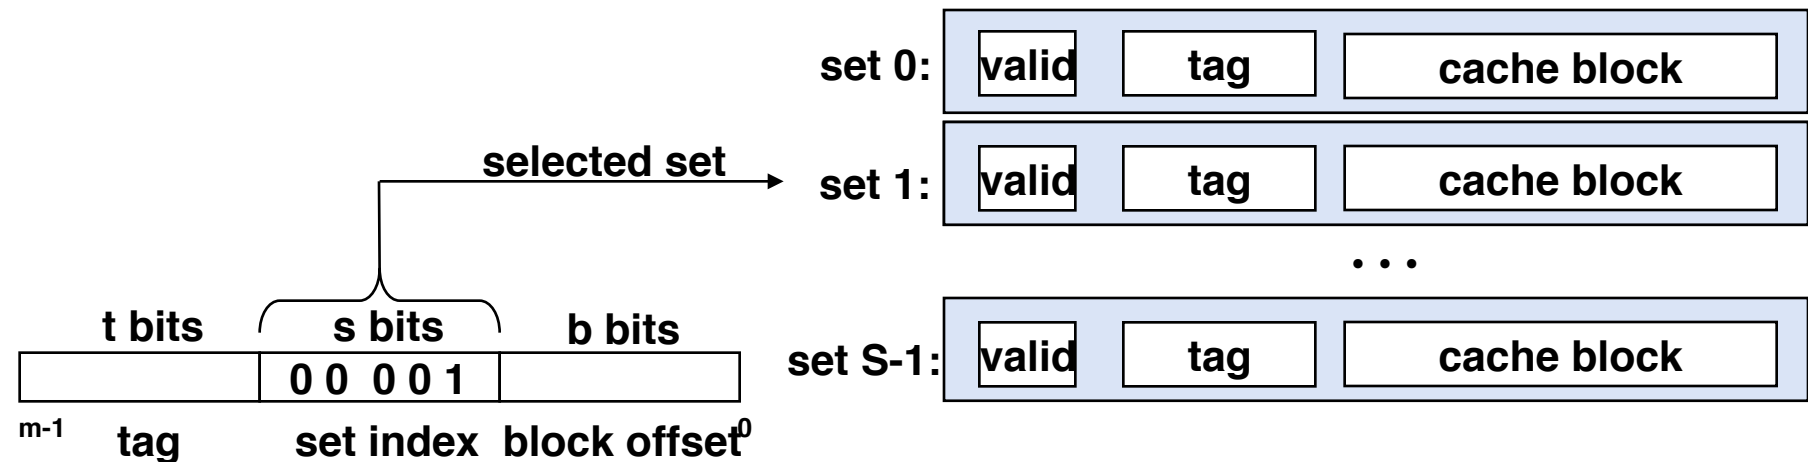 set 0: valid tag cache block
selected set
set 1: valid tag cache block
. . .
t bits s bits b bits
set S-1: valid tag cache block
0 0 0 0 1
m-1 0
tag set index block offset